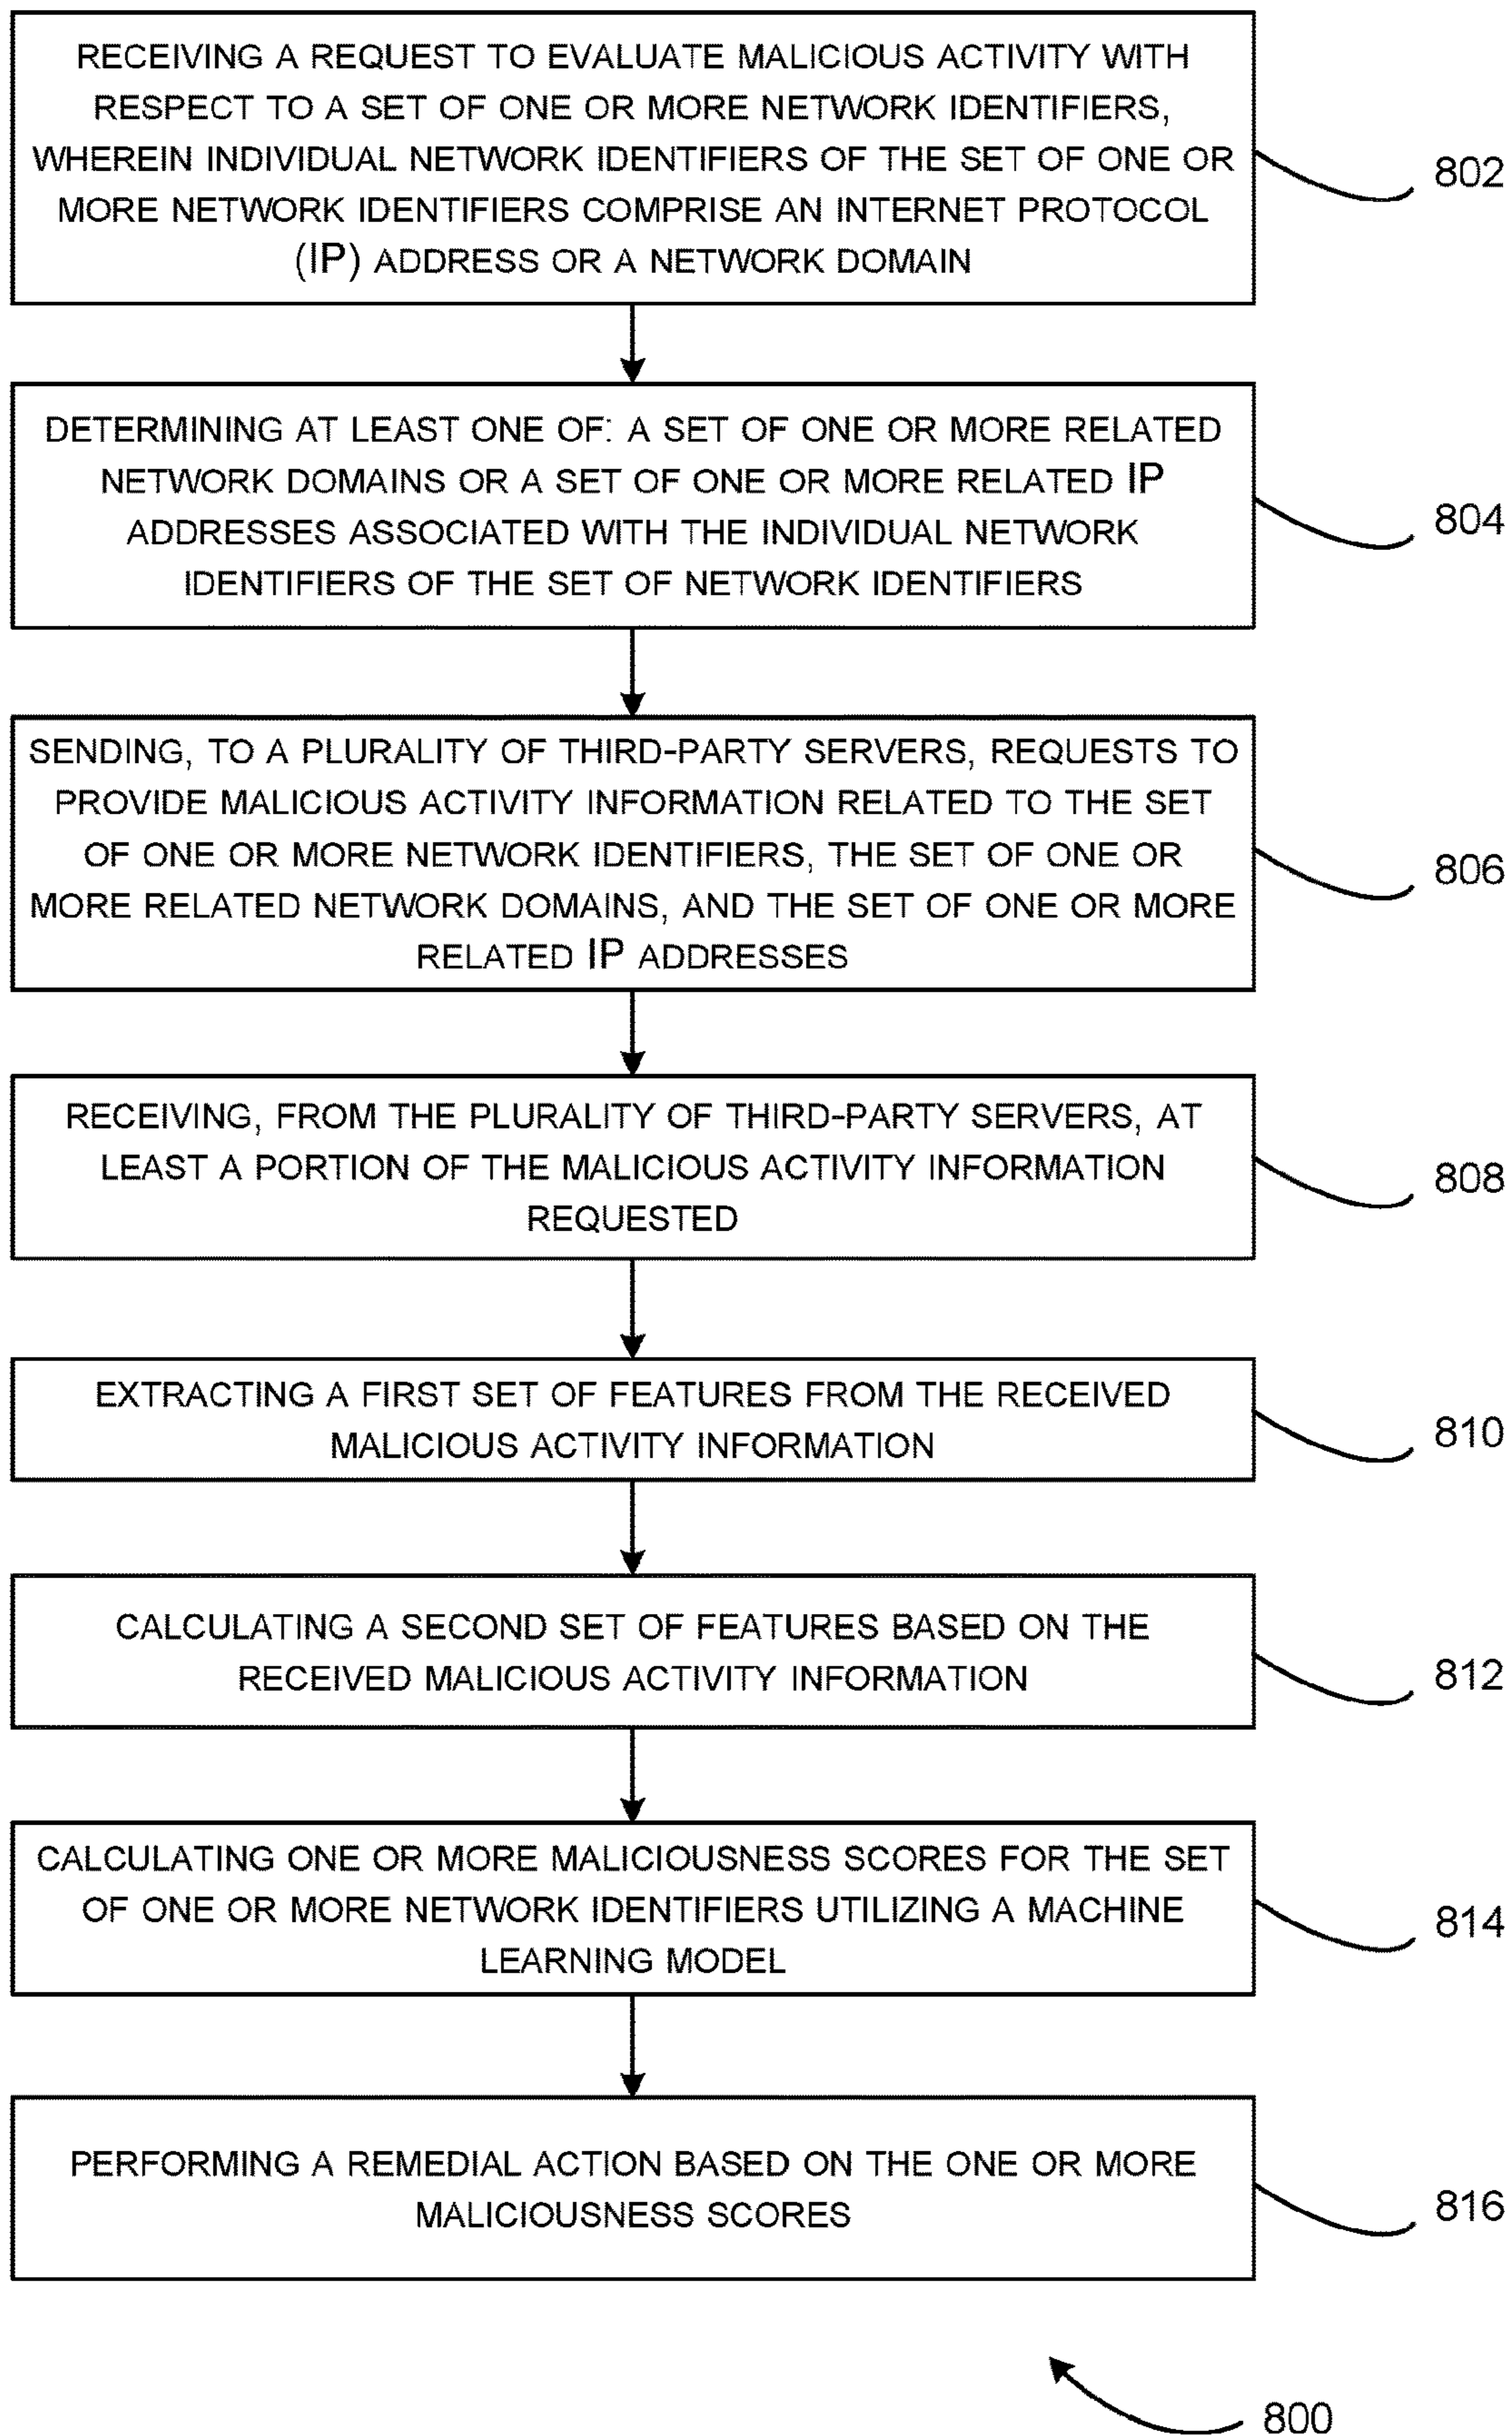 RECEIVING A REQUEST TO EVALUATE MALICIOUS ACTIVITY WITH
RESPECT TO A SET OF ONE OR MORE NETWORK IDENTIFIERS,
WHEREIN INDIVIDUAL NETWORK IDENTIFIERS OF THE SET OF ONE OR
MORE NETWORK IDENTIFIERS COMPRISE AN INTERNET PROTOCOL
(IP) ADDRESS OR A NETWORK DOMAIN
802
DETERMINING AT LEAST ONE OF: A SET OF ONE OR MORE RELATED
NETWORK DOMAINS OR A SET OF ONE OR MORE RELATED IP
ADDRESSES ASSOCIATED WITH THE INDIVIDUAL NETWORK
IDENTIFIERS OF THE SET OF NETWORK IDENTIFIERS
804
SENDING, TO A PLURALITY OF THIRD-PARTY SERVERS, REQUESTS TO
PROVIDE MALICIOUS ACTIVITY INFORMATION RELATED TO THE SET
OF ONE OR MORE NETWORK IDENTIFIERS, THE SET OF ONE OR
MORE RELATED NETWORK DOMAINS, AND THE SET OF ONE OR MORE
RELATED IP ADDRESSES
806
RECEIVING, FROM THE PLURALITY OF THIRD-PARTY SERVERS, AT
LEAST A PORTION OF THE MALICIOUS ACTIVITY INFORMATION
REQUESTED
808
EXTRACTING A FIRST SET OF FEATURES FROM THE RECEIVED
MALICIOUS ACTIVITY INFORMATION
810
CALCULATING A SECOND SET OF FEATURES BASED ON THE
RECEIVED MALICIOUS ACTIVITY INFORMATION
812
CALCULATING ONE OR MORE MALICIOUSNESS SCORES FOR THE SET
OF ONE OR MORE NETWORK IDENTIFIERS UTILIZING A MACHINE
LEARNING MODEL
814
PERFORMING A REMEDIAL ACTION BASED ON THE ONE OR MORE
MALICIOUSNESS SCORES
816
800